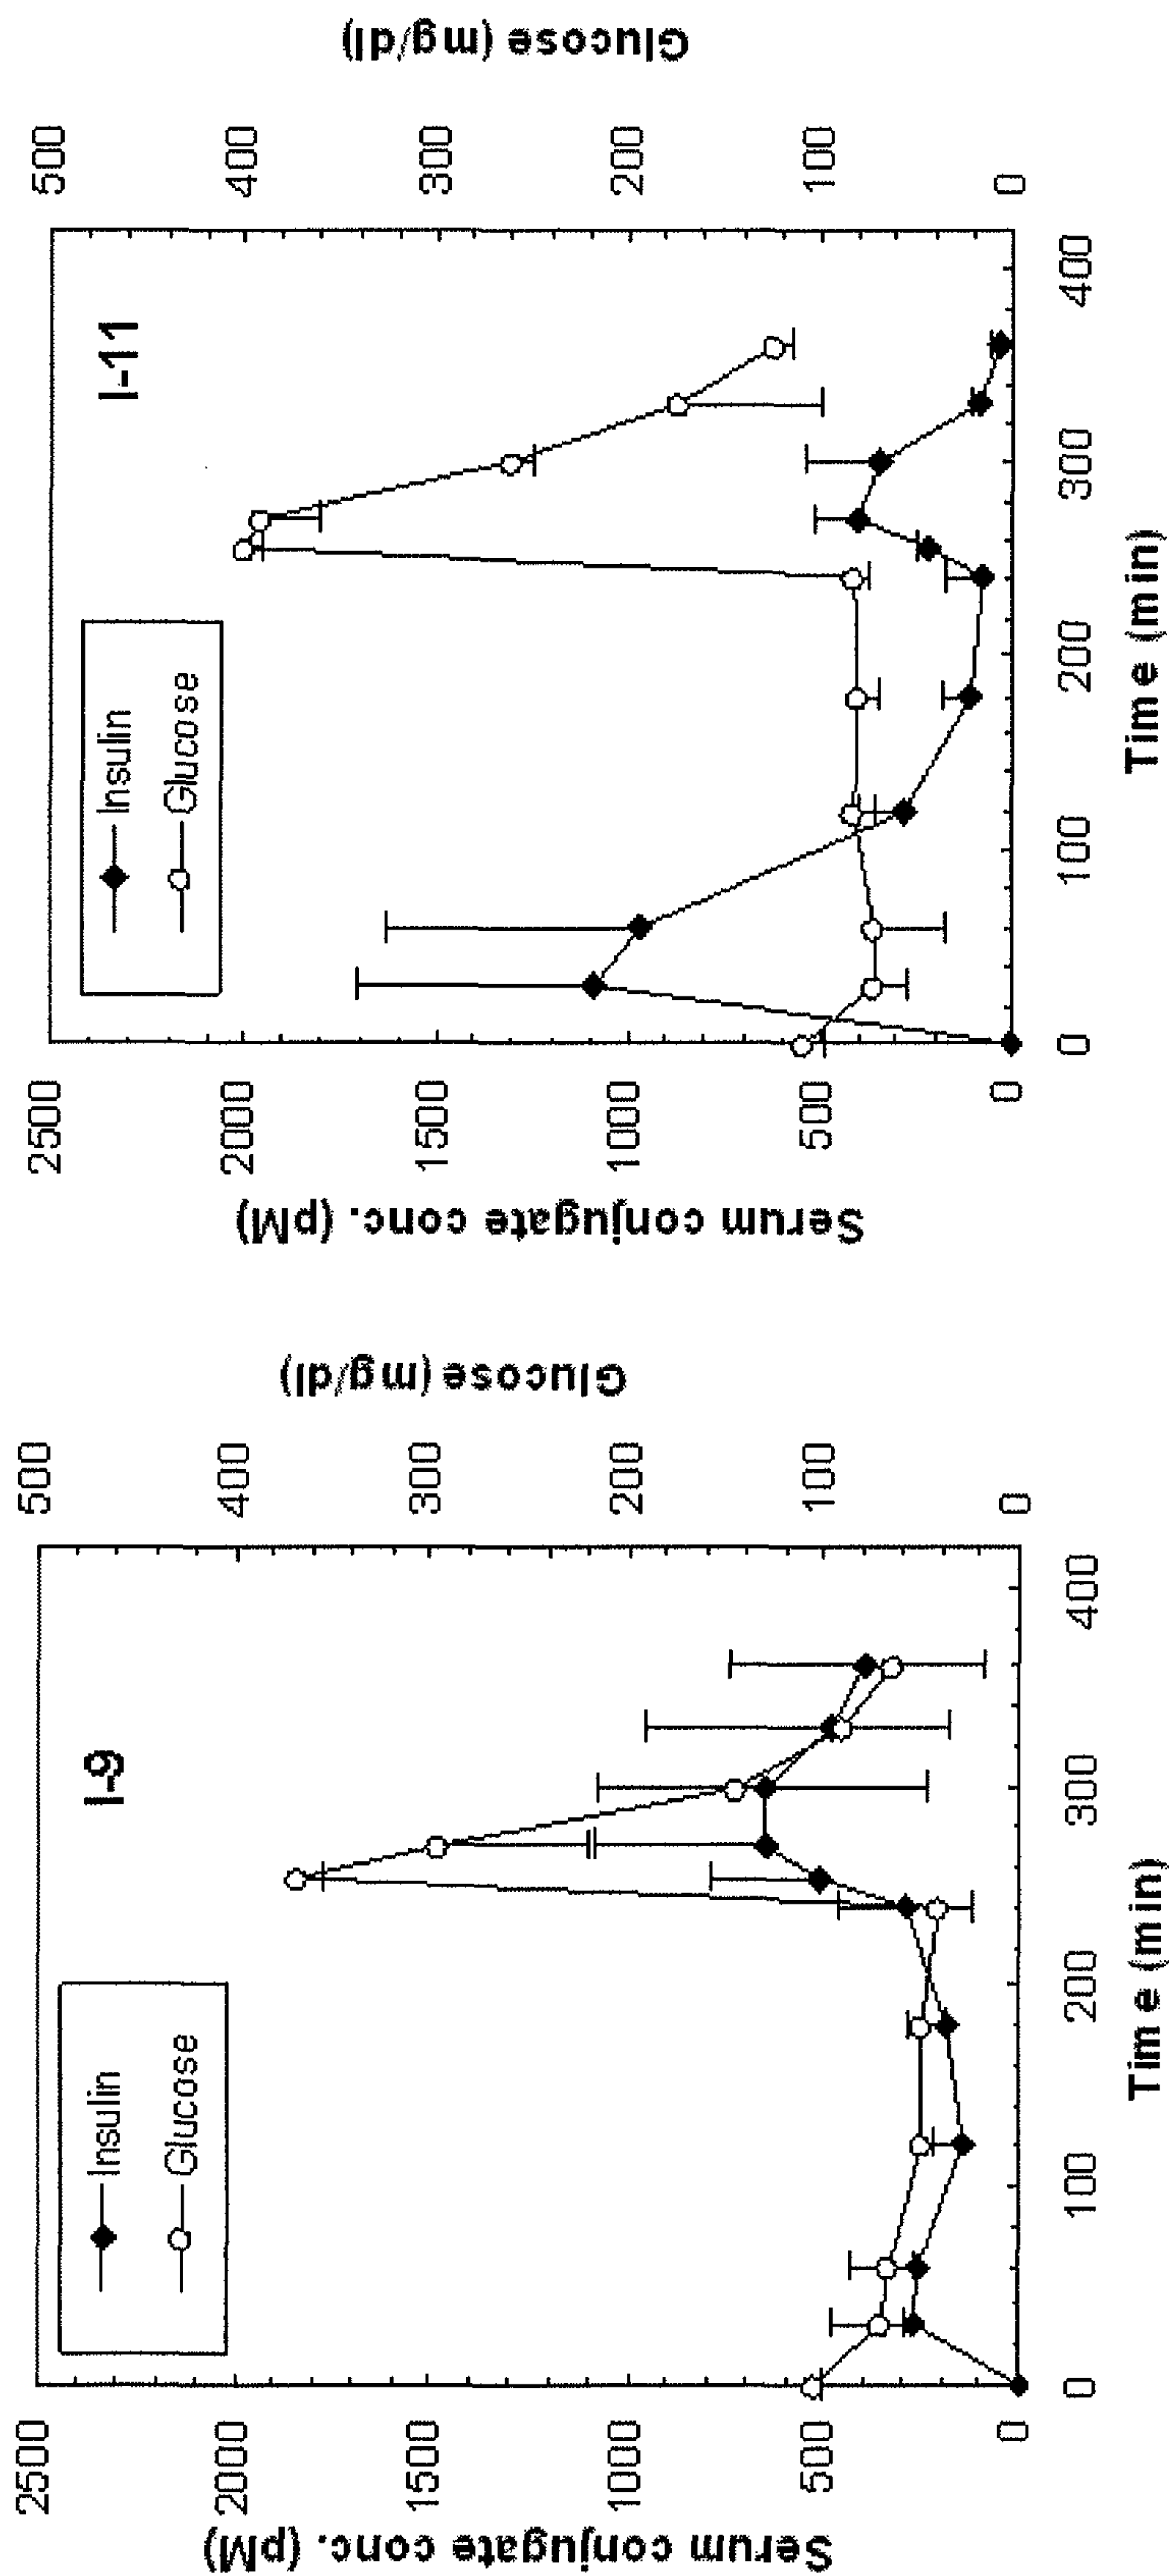 I-9
Insulin
Glucose
Serum conjugate conc. (pM)
2500
2000
1500
1000
500
0
Glucose (mg/dl)
500
400
300
200
100
0
0
100
200
300
400
Time (min)
I-11
Insulin
Glucose
Serum conjugate conc. (pM)
2500
2000
1500
1000
500
0
Glucose (mg/dl)
500
400
300
200
100
0
0
100
200
300
400
Time (min)